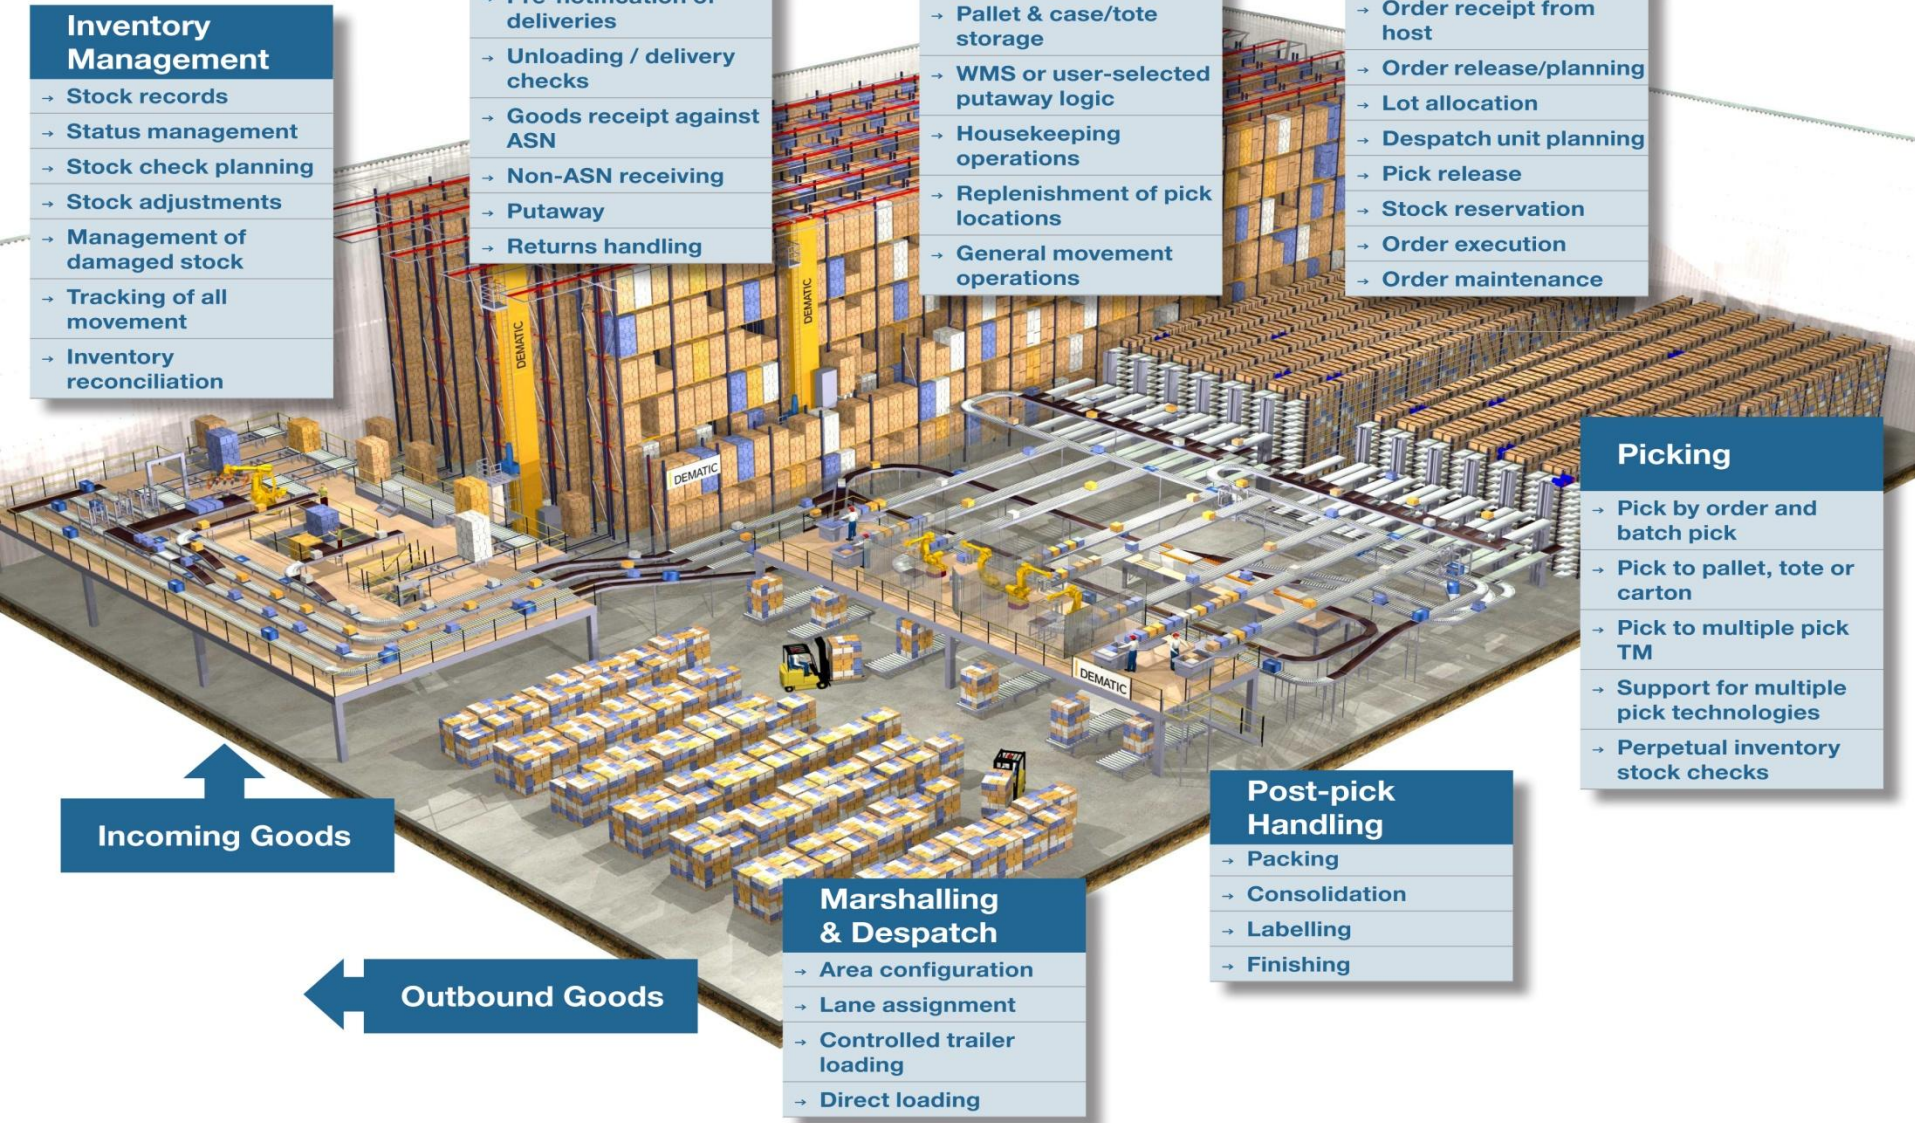 Inventory
Management
→ Stock records
→ Status management
→ Stock check planning
→ Stock adjustments
→ Management of
damaged stock
→ Tracking of all
movement
→ Inventory
reconciliation
→ Pre-notification of
deliveries
→ Unloading / delivery
checks
→ Goods receipt against
ASN
→ Non-ASN receiving
→ Putaway
→ Returns handling
→ Pallet & case/tote
storage
→ WMS or user-selected
putaway logic
→ Housekeeping
operations
→ Replenishment of pick
locations
→ General movement
operations
→ Order receipt from
host
→ Order release/planning
→ Lot allocation
→ Despatch unit planning
→ Pick release
→ Stock reservation
→ Order execution
→ Order maintenance
DEMATIC
DEMATIC
DEMATIC
DEMATIC
Picking
→ Pick by order and
batch pick
→ Pick to pallet, tote or
carton
→ Pick to multiple pick
TM
→ Support for multiple
pick technologies
→ Perpetual inventory
stock checks
Incoming Goods
Post-pick
Handling
→ Packing
→ Consolidation
→ Labelling
→ Finishing
Outbound Goods
Marshalling
& Despatch
→ Area configuration
→ Lane assignment
→ Controlled trailer
loading
→ Direct loading